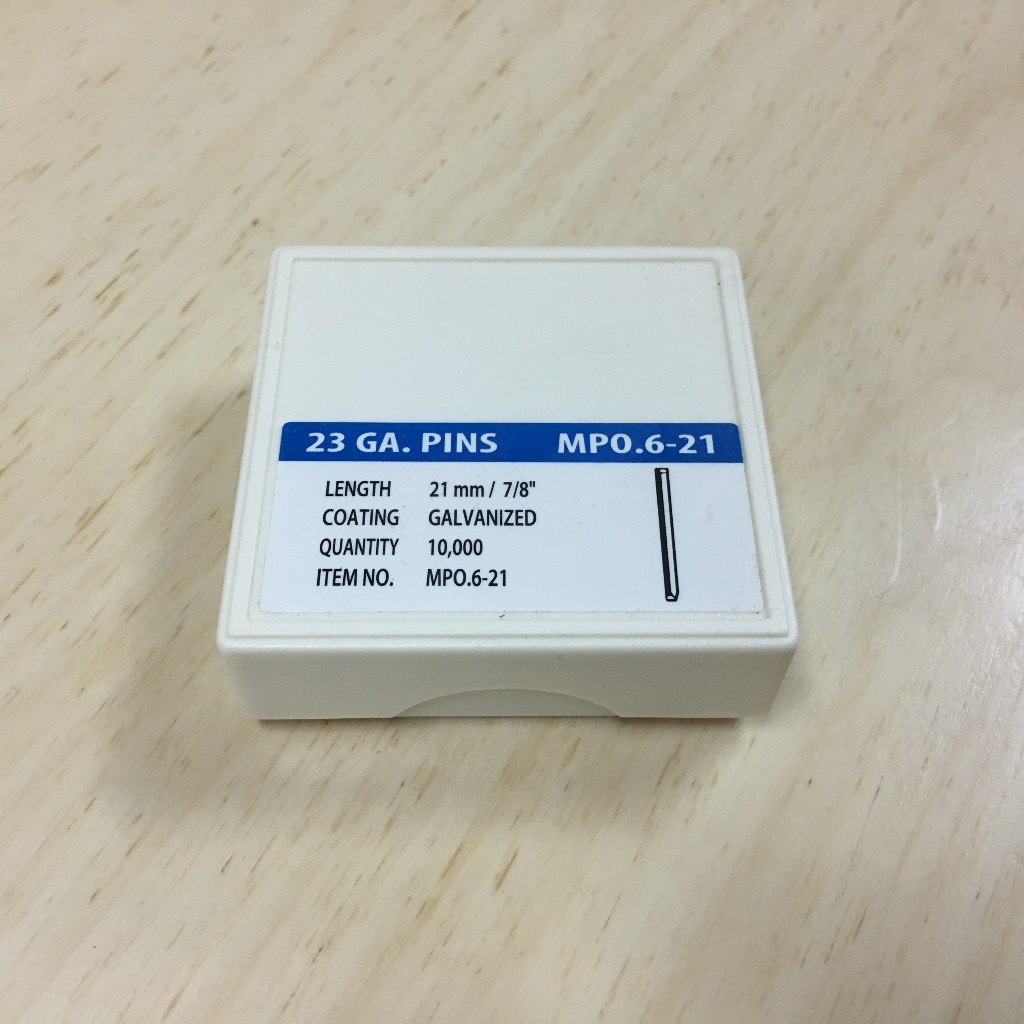 23 GA. PINS MP0.6-21
LENGTH 21 mm / 7/8"
COATING GALVANIZED
QUANTITY 10,000
ITEM NO. MP0.6-21